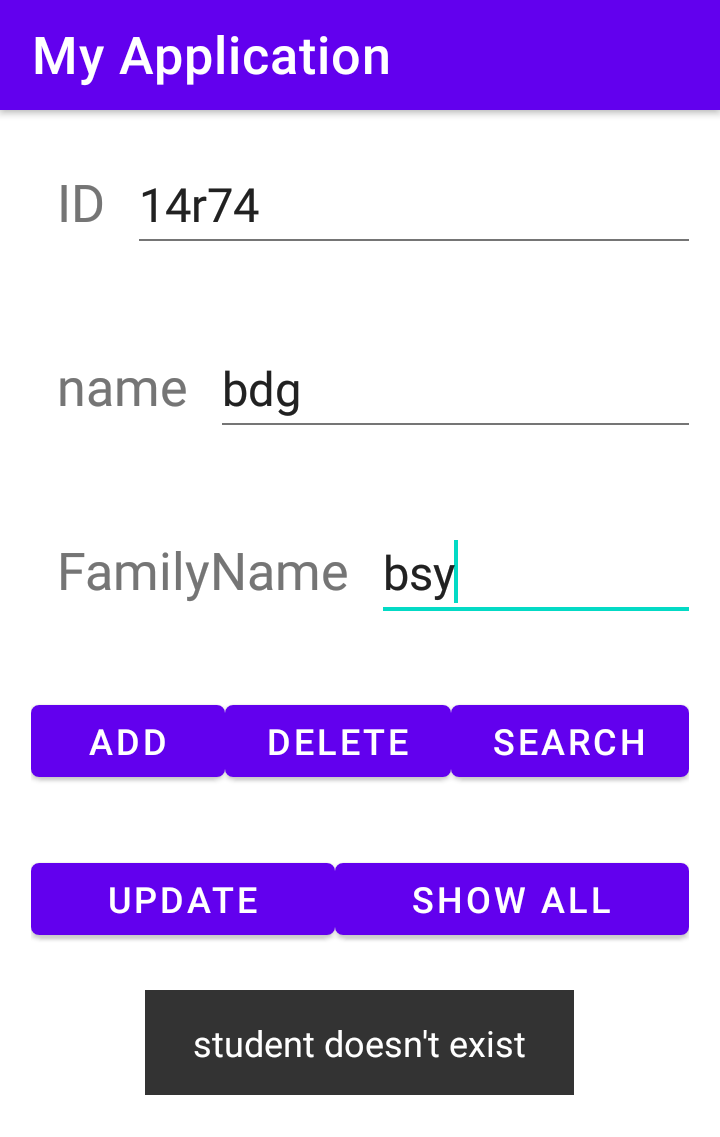 My Application
ID 14r74
name bdg
FamilyName bsy
ADD DELETE SEARCH
UPDATE SHOW ALL
student doesn't exist